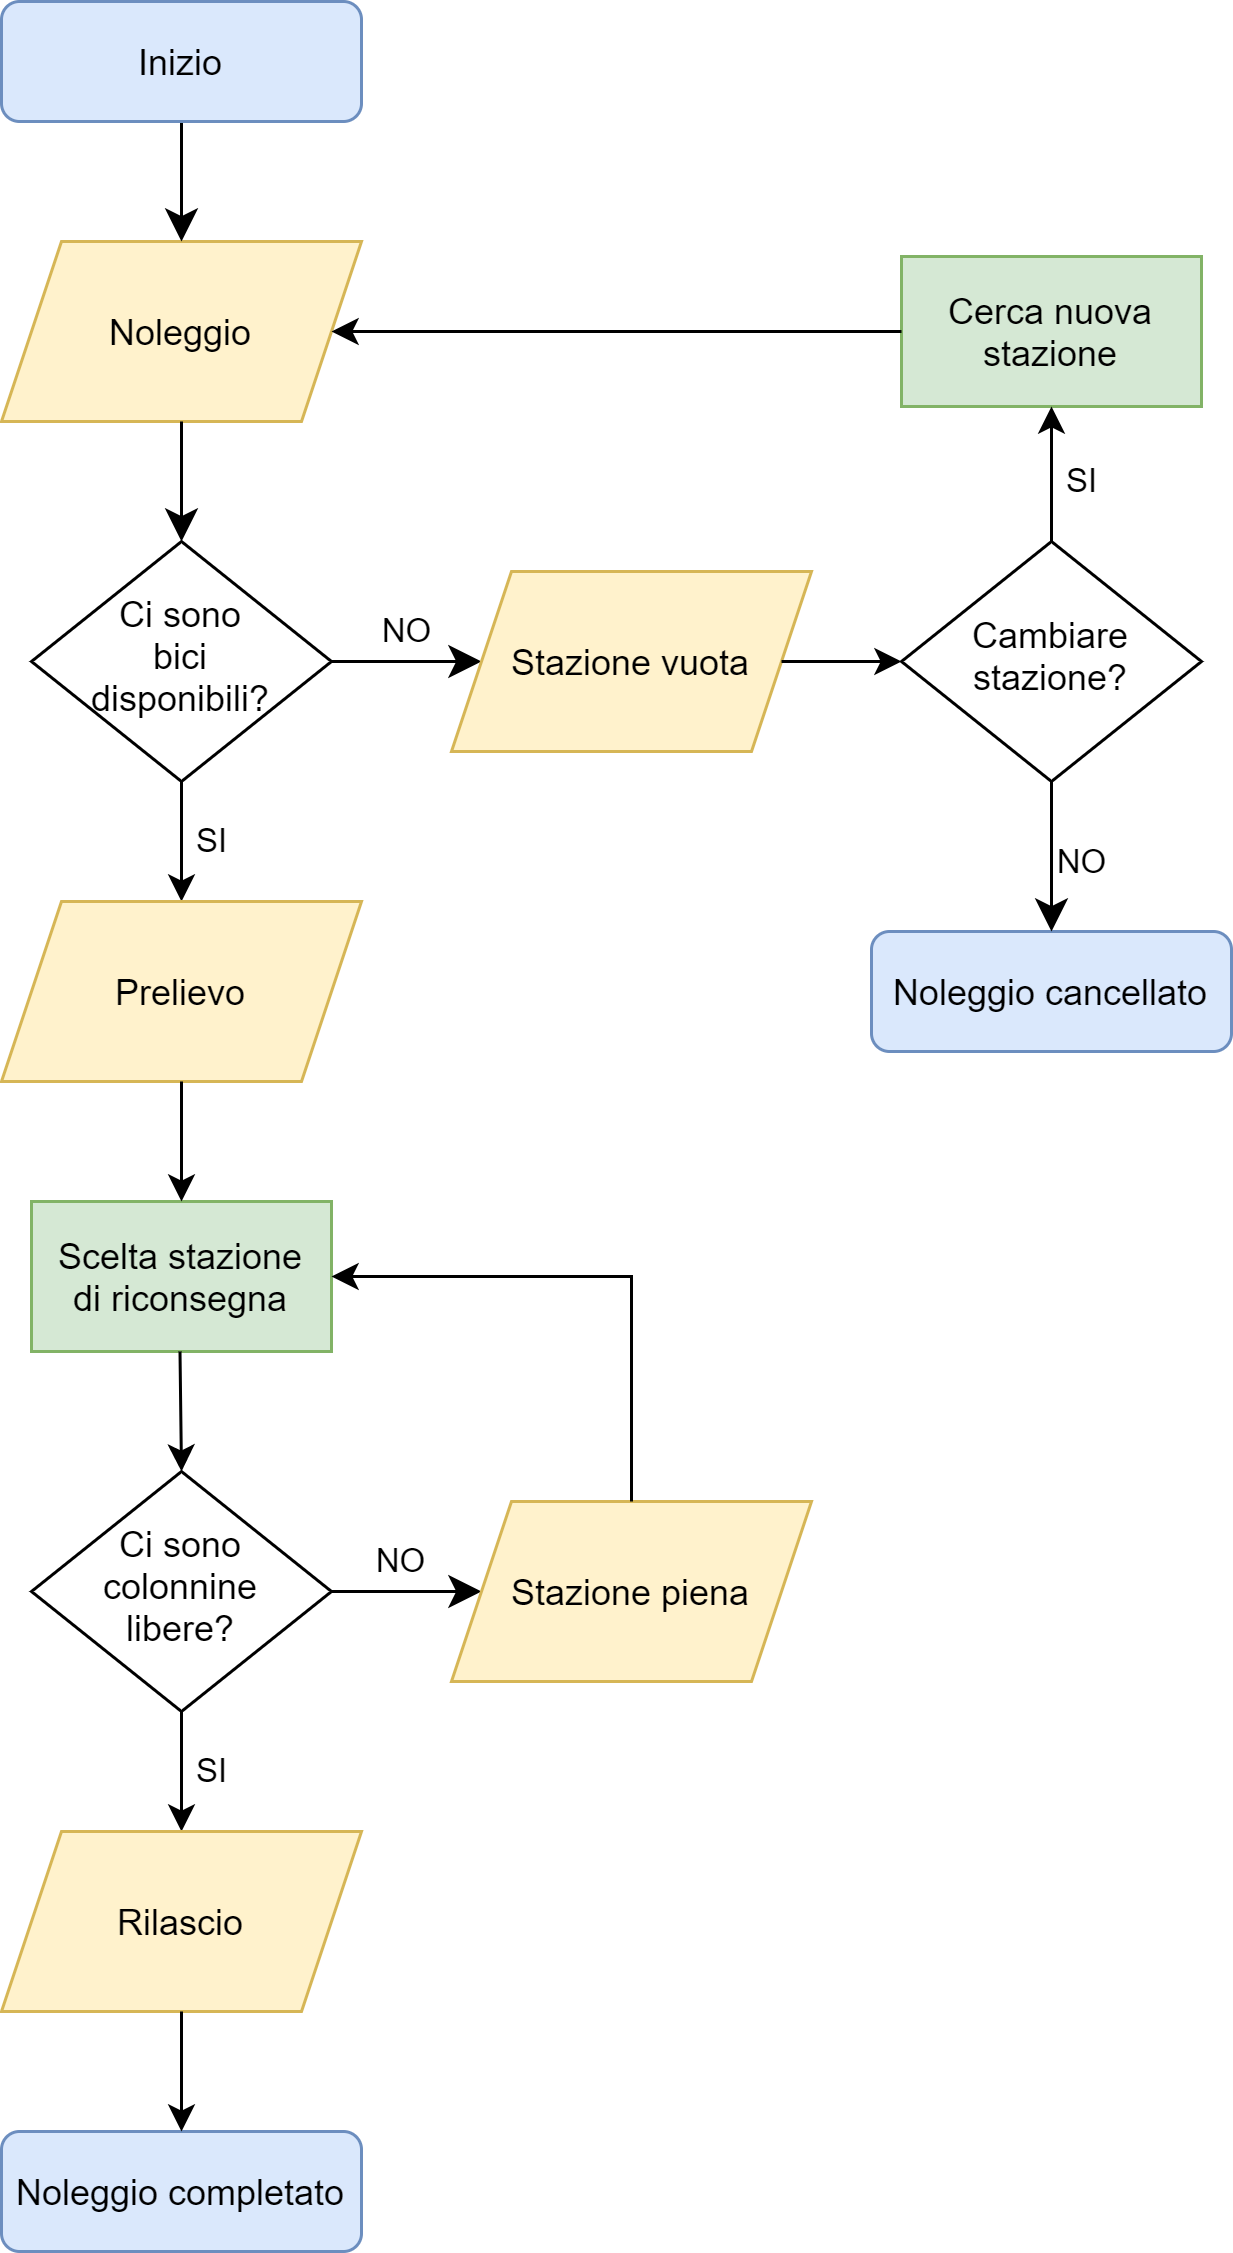 Inizio
Noleggio
Cerca nuova
stazione
SI
Ci sono
bici
disponibili?
NO
Stazione vuota
Cambiare
stazione?
SI
NO
Prelievo
Noleggio cancellato
Scelta stazione
di riconsegna
Ci sono
colonnine
libere?
NO
Stazione piena
SI
Rilascio
Noleggio completato